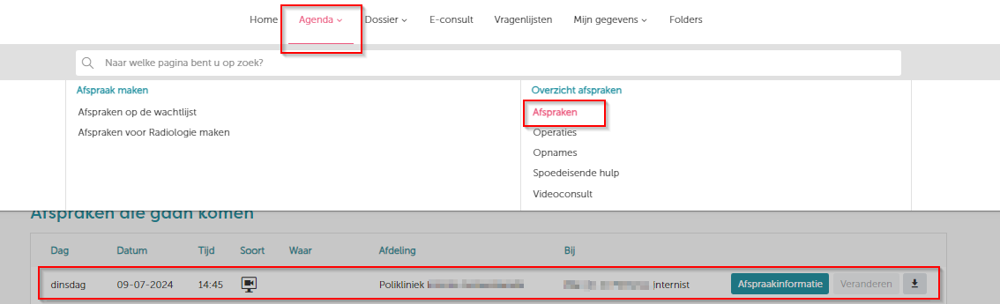 Home Agenda Dossier E-consult Vragenlijsten Mijn gegevens Folders
Naar welke pagina bent u op zoek?
Afspraak maken
Afspraken op de wachtlijst
Afspraken voor Radiologie maken
Overzicht afspraken
Afspraken
Operaties
Opnames
Spoedeisende hulp
Videoconsult
Afspraken die gaan komen
Dag Datum Tijd Soort Waar Afdeling Bij
dinsdag 09-07-2024 14:45 Polikliniek Internist Afspraakinformatie Veranderen